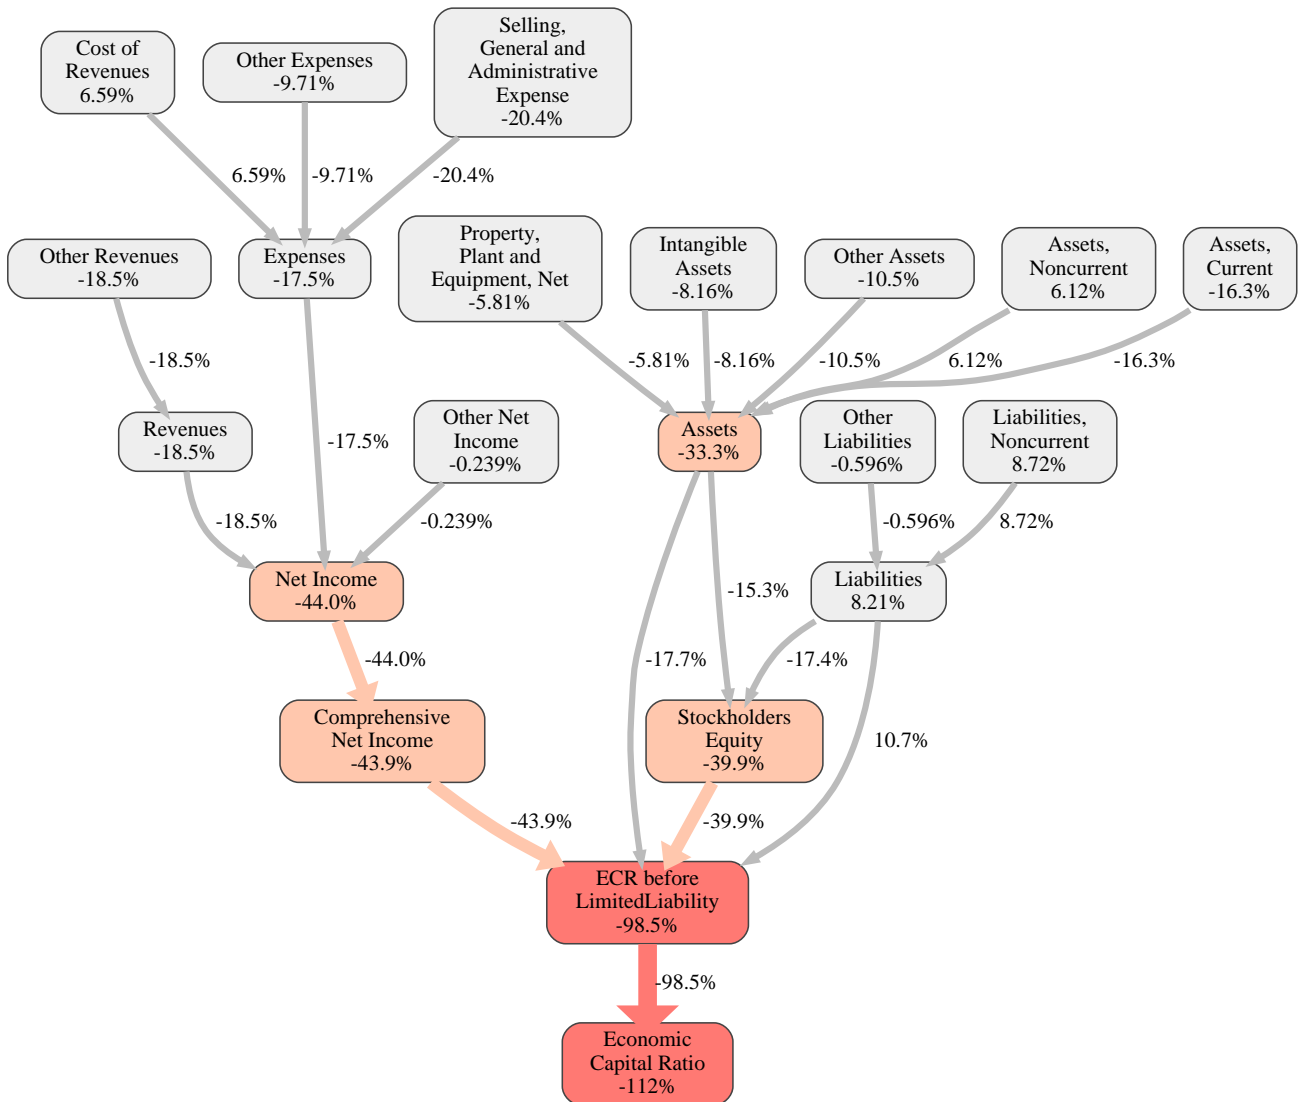 Cost of
Revenues
6.59%
Other Expenses
-9.71%
Selling,
General and
Administrative
Expense
-20.4%
6.59%
-9.71%
-20.4%
Other Revenues
-18.5%
Expenses
-17.5%
Property,
Plant and
Equipment, Net
-5.81%
Intangible
Assets
-8.16%
Other Assets
-10.5%
Assets,
Noncurrent
6.12%
Assets,
Current
-16.3%
-18.5%
-5.81%
-8.16%
-10.5%
6.12%
-16.3%
Revenues
-18.5%
-17.5%
Other Net
Income
-0.239%
Assets
-33.3%
Other
Liabilities
-0.596%
Liabilities,
Noncurrent
8.72%
-18.5%
-0.239%
-0.596%
8.72%
Net Income
-44.0%
-15.3%
Liabilities
8.21%
-44.0%
-17.7%
-17.4%
Comprehensive
Net Income
-43.9%
Stockholders
Equity
-39.9%
10.7%
-43.9%
-39.9%
ECR before
LimitedLiability
-98.5%
-98.5%
Economic
Capital Ratio
-112%